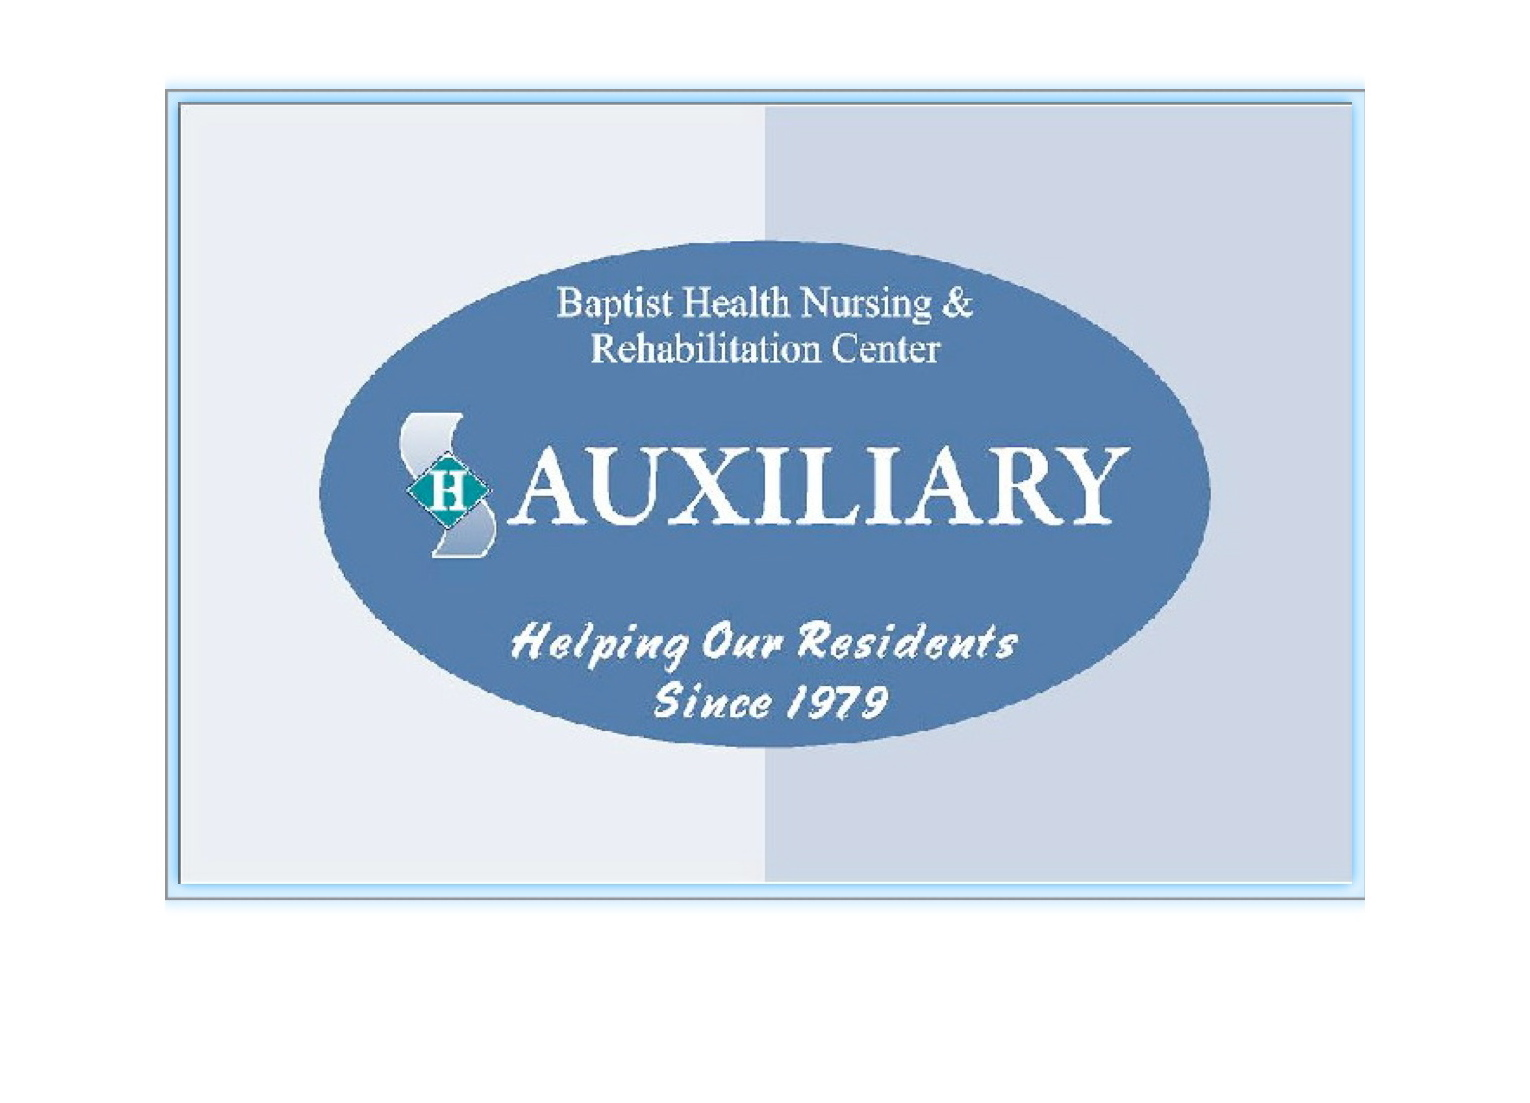 Baptist Health Nursing &
Rehabilitation Center
H AUXILIARY
Helping Our Residents
Since 1979